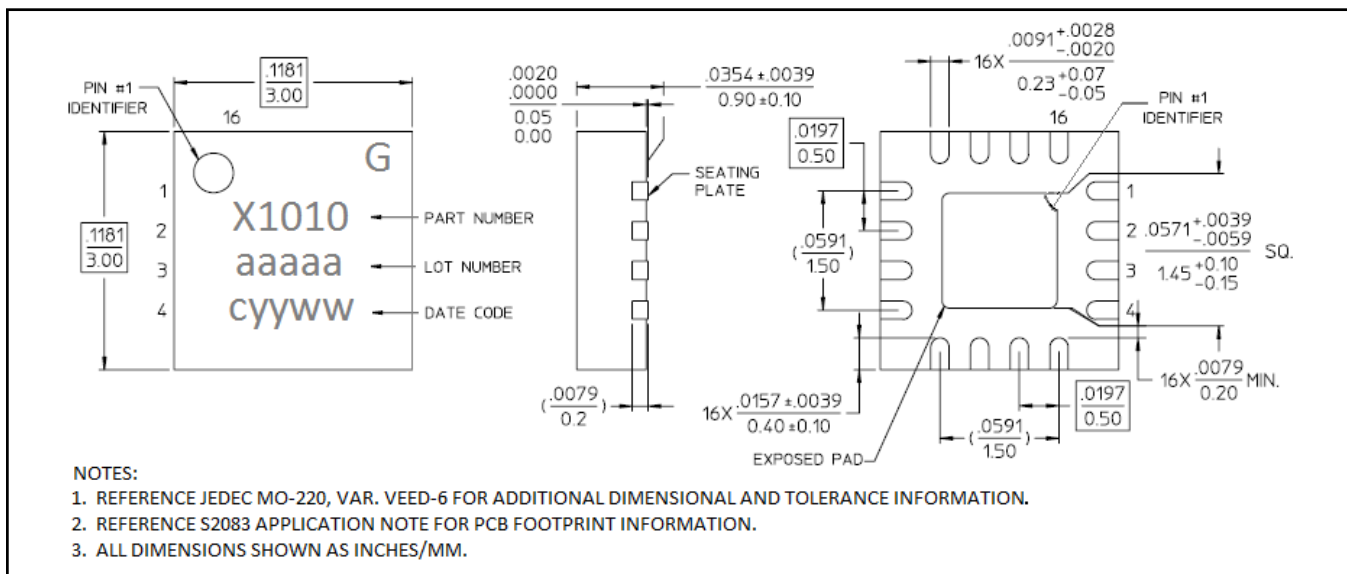 .1181
3.00
PIN #1
IDENTIFIER
16
G
1
2
3
4
.1181
3.00
X1010
aaaaa
cyyww
PART NUMBER
LOT NUMBER
DATE CODE
.0020
.0000
0.05
0.00
.0354 ±.0039
0.90 ±0.10
SEATING
PLATE
(.0079)
0.2
16X .0091 +.0028
-.0020
0.23 +0.07
-0.05
PIN #1
IDENTIFIER
16
.0197
0.50
(.0591)
1.50
1
2
3
4
.0571 +.0039
-.0059
SQ.
1.45 +0.10
-0.15
16X .0157 ±.0039
0.40 ±0.10
16X .0079 MIN.
0.20
.0197
0.50
(.0591)
1.50
EXPOSED PAD
NOTES:
1. REFERENCE JEDEC MO-220, VAR. VEED-6 FOR ADDITIONAL DIMENSIONAL AND TOLERANCE INFORMATION.
2. REFERENCE S2083 APPLICATION NOTE FOR PCB FOOTPRINT INFORMATION.
3. ALL DIMENSIONS SHOWN AS INCHES/MM.